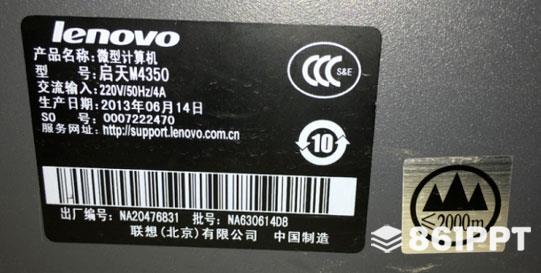 lenovo
产品名称: 微型计算机
型 号: 启天M4350
交流输入: 220V/50Hz/4A
生产日期: 2013年06月14日
SO 号: 0007222470
服务网址: http://support.lenovo.com.cn
CCC S&E
10
出厂编号: NA20476831 批号: NA630614D8
联想(北京)有限公司 中国制造
≤2000m
861PPT